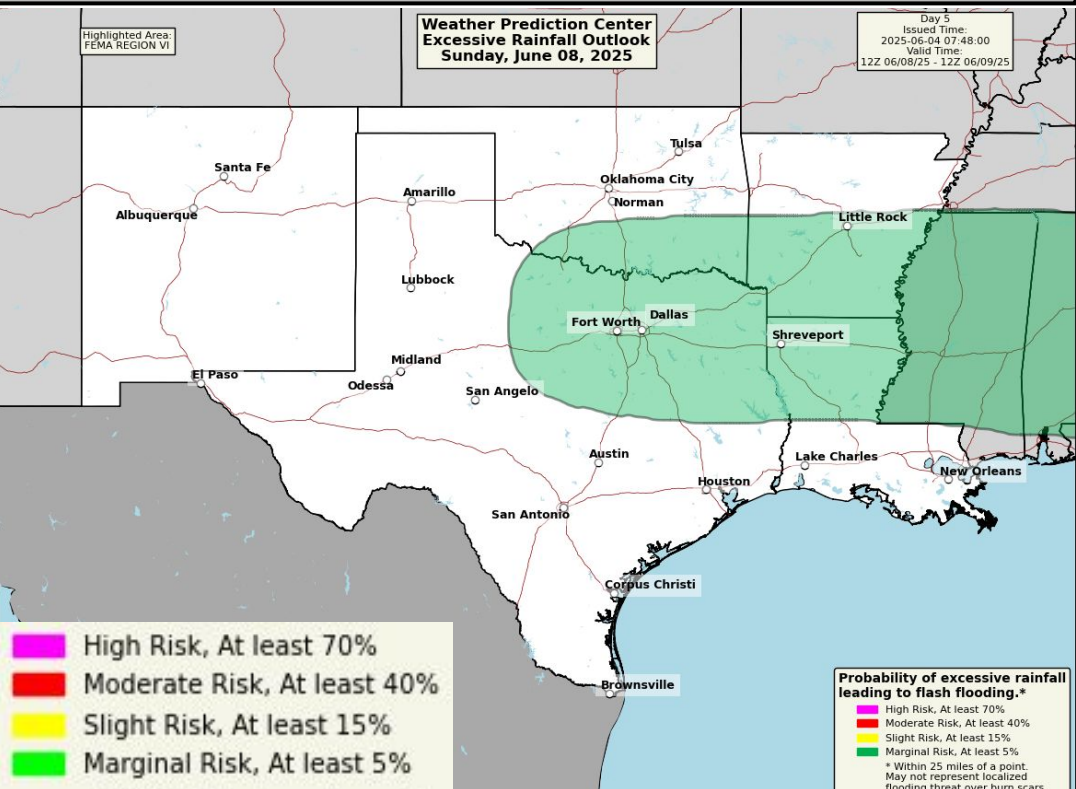 Highlighted Area:
FEMA REGION VI
Weather Prediction Center
Excessive Rainfall Outlook
Sunday, June 08, 2025
Day 5
Issued Time:
2025-06-04 07:48:00
Valid Time:
12Z 06/08/25 - 12Z 06/09/25
Tulsa
Santa Fe
Oklahoma City
Amarillo
Norman
Albuquerque
Little Rock
Lubbock
Fort Worth
Dallas
Shreveport
Midland
El Paso
Odessa
San Angelo
Austin
Lake Charles
New Orleans
Houston
San Antonio
Corpus Christi
Brownsville
High Risk, At least 70%
Moderate Risk, At least 40%
Slight Risk, At least 15%
Marginal Risk, At least 5%
Probability of excessive rainfall
leading to flash flooding.*
High Risk, At least 70%
Moderate Risk, At least 40%
Slight Risk, At least 15%
Marginal Risk, At least 5%
* Within 25 miles of a point.
May not represent localized
flooding threat over burn scars